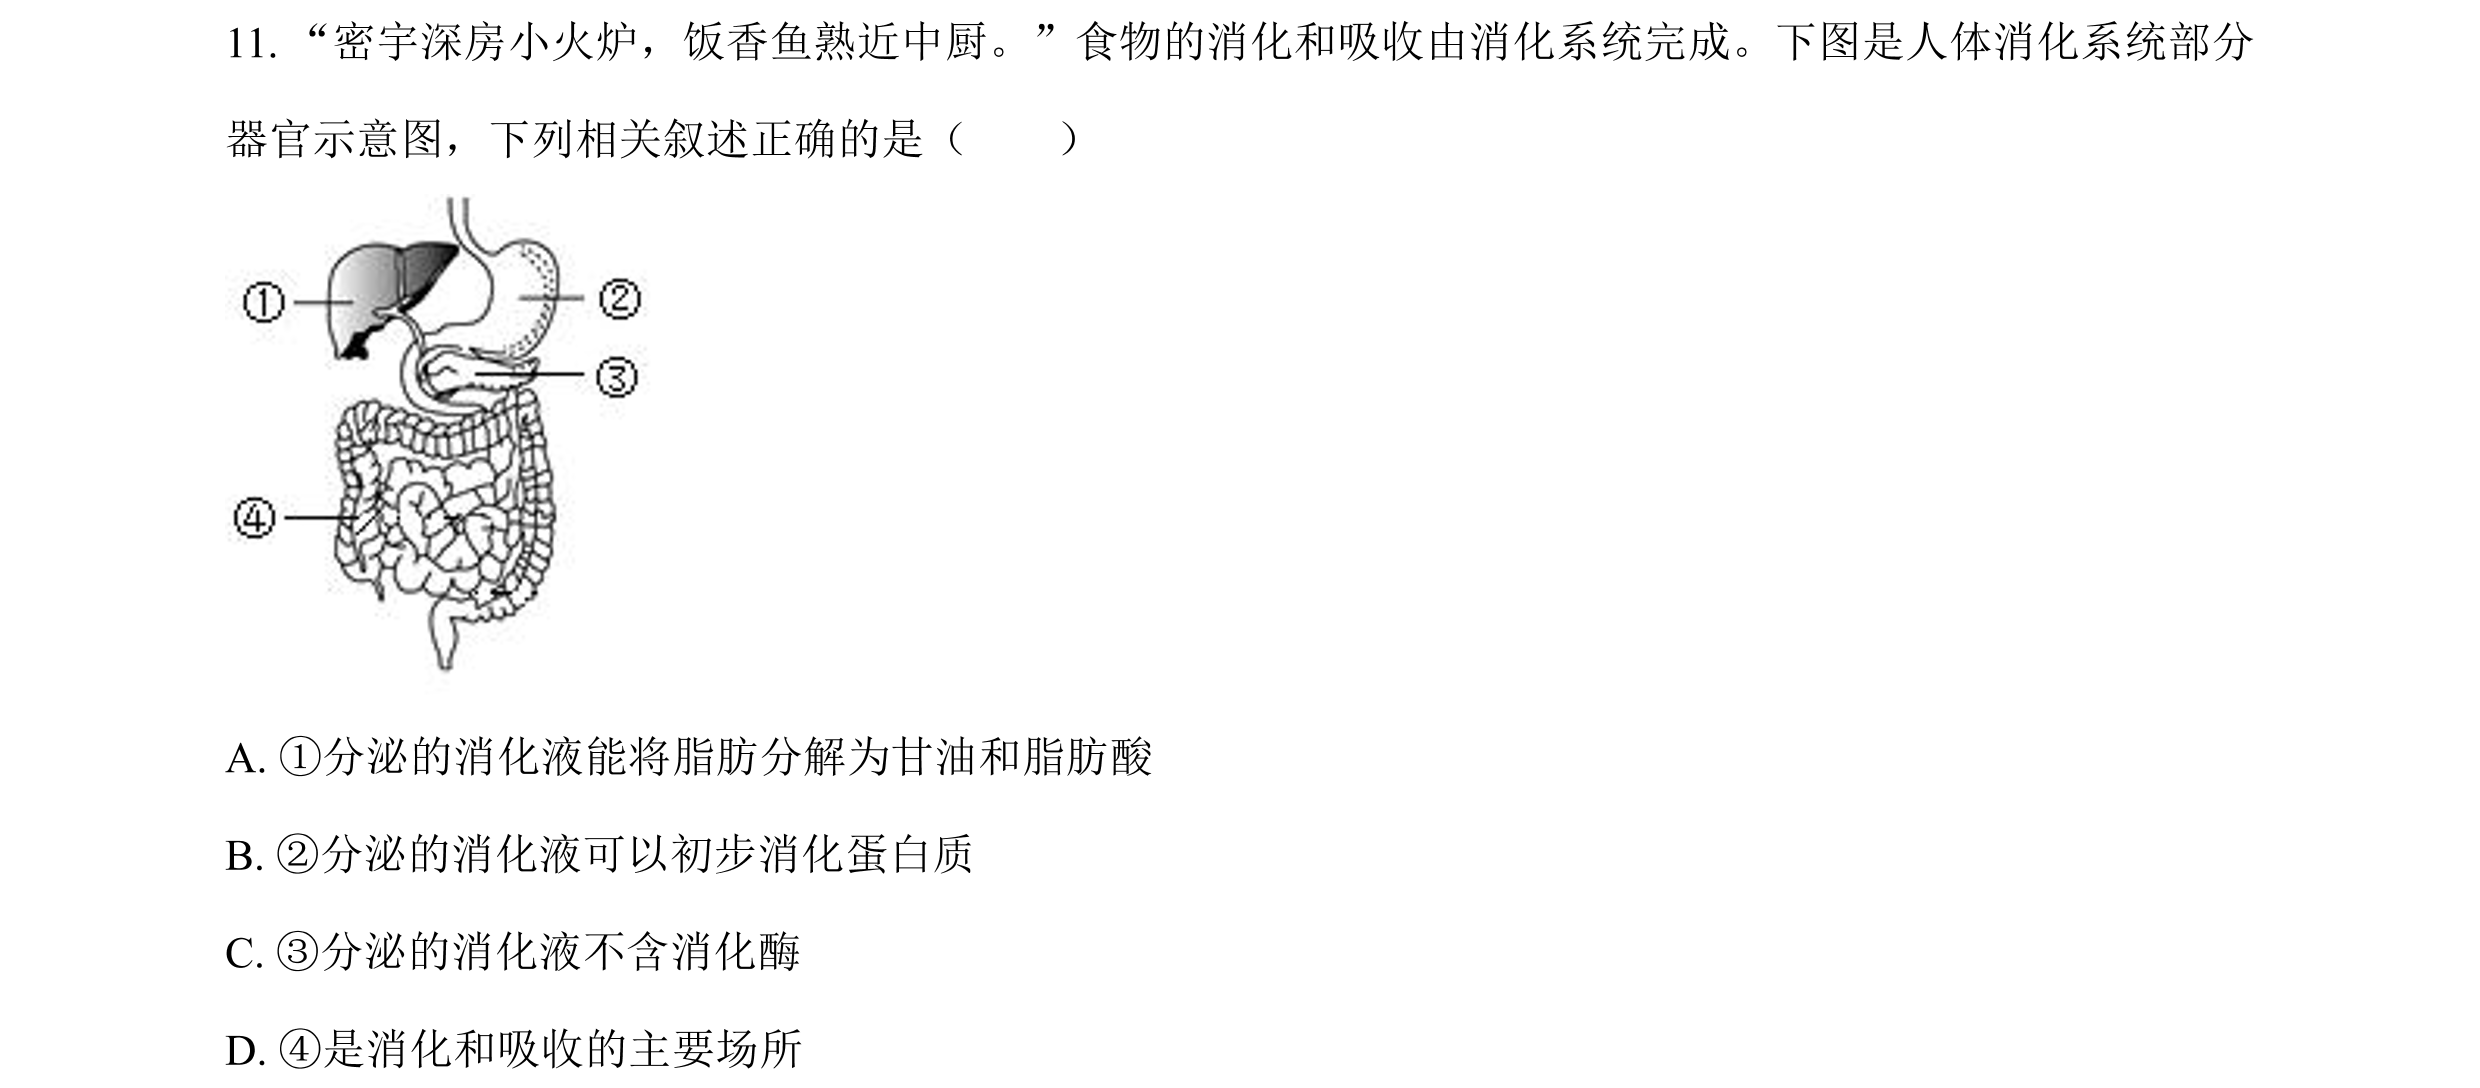 11. “密宇深房小火炉，饭香鱼熟近中厨。”食物的消化和吸收由消化系统完成。下图是人体消化系统部分
器官示意图，下列相关叙述正确的是（　　）
①
②
③
④
A. ①分泌的消化液能将脂肪分解为甘油和脂肪酸
B. ②分泌的消化液可以初步消化蛋白质
C. ③分泌的消化液不含消化酶
D. ④是消化和吸收的主要场所